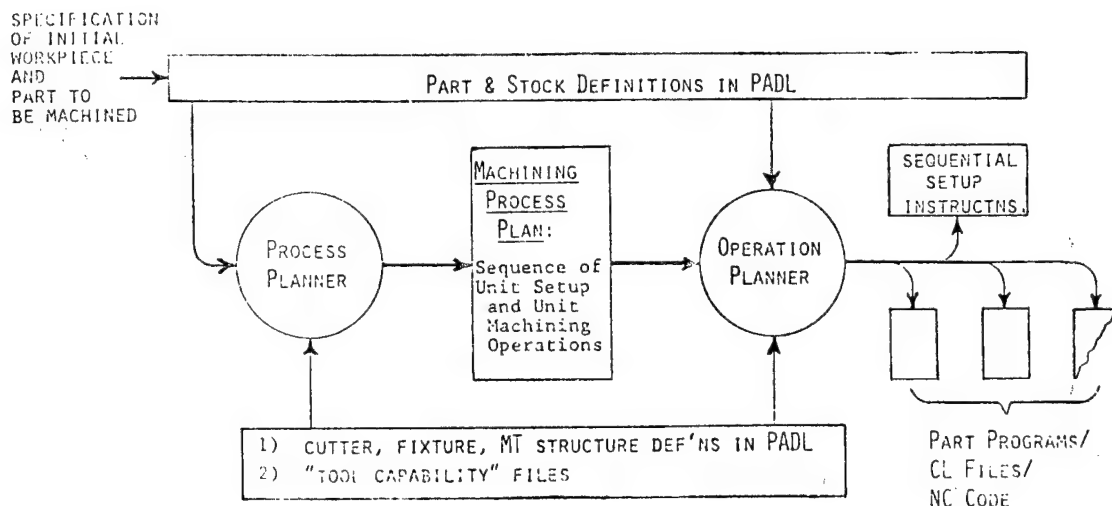 SPECIFICATION
OF INITIAL
WORKPIECE
AND
PART TO
BE MACHINED
PART & STOCK DEFINITIONS IN PADL
PROCESS
PLANNER
MACHINING
PROCESS
PLAN:
Sequence of
Unit Setup
and Unit
Machining
Operations
OPERATION
PLANNER
SEQUENTIAL
SETUP
INSTRUCTNS.
1) CUTTER, FIXTURE, MT STRUCTURE DEF'NS IN PADL
2) "TOOL CAPABILITY" FILES
PART PROGRAMS/
CL FILES/
NC CODE